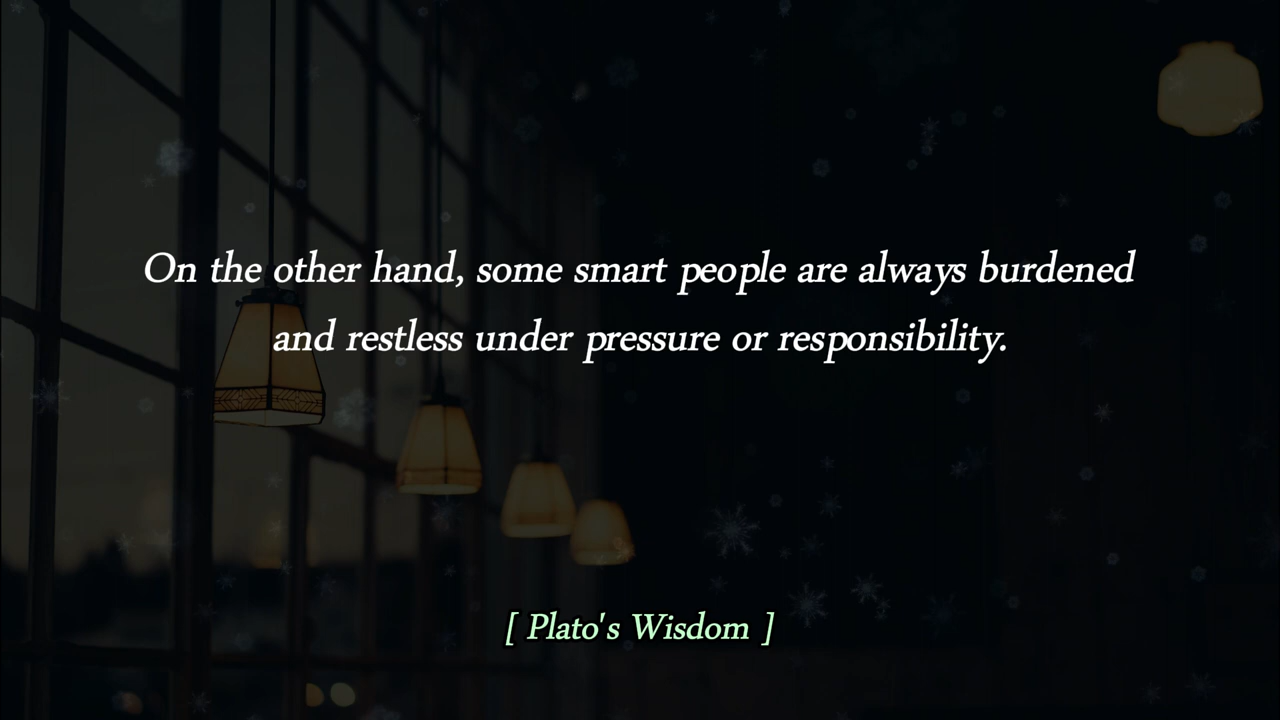 On the other hand, some smart people are always burdened
and restless under pressure or responsibility.
[ Plato's Wisdom ]